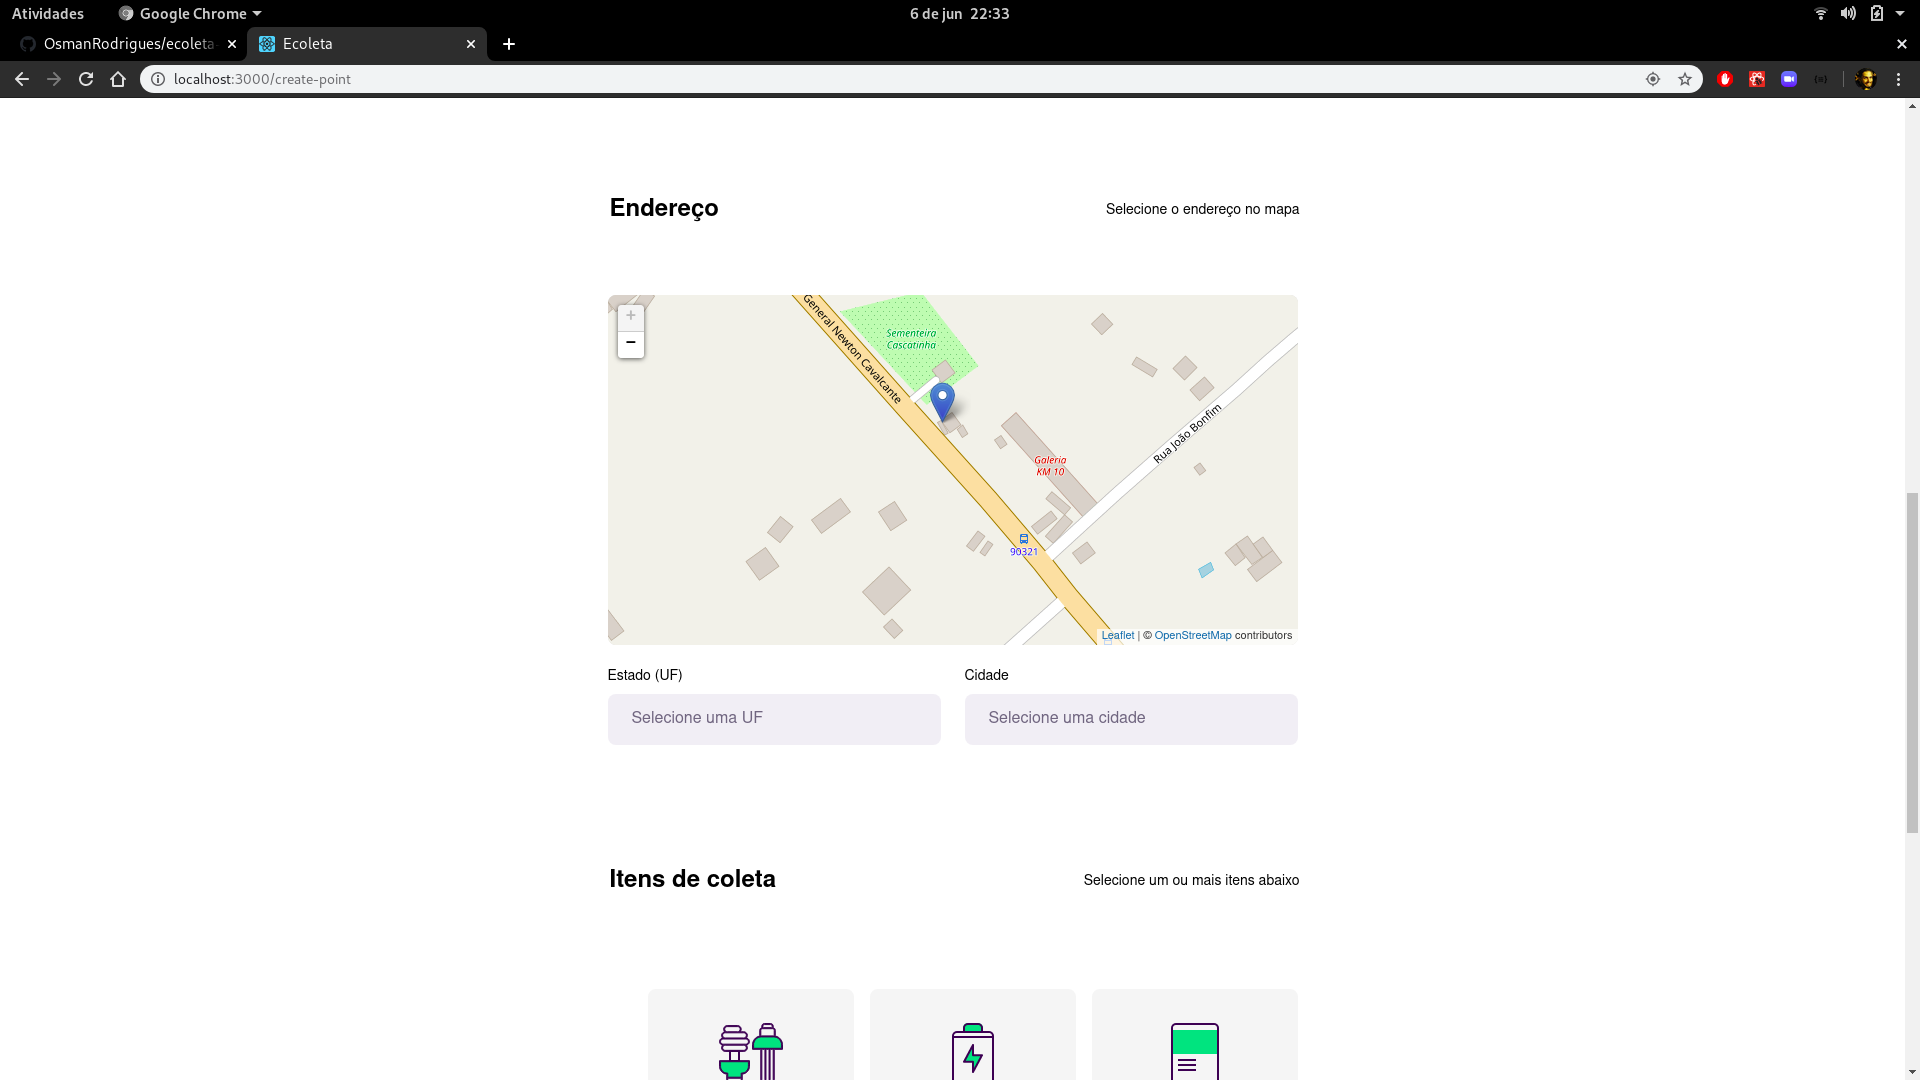 Atividades
Google Chrome
6 de jun 22:33
OsmanRodrigues/ecoleta
Ecoleta
localhost:3000/create-point
Endereço
Selecione o endereço no mapa
+
−
General Newton Cavalcante
Sementeira
Cascatinha
Rua João Bonfim
Galeria
KM 10
90321
Leaflet | © OpenStreetMap contributors
Estado (UF)
Cidade
Selecione uma UF
Selecione uma cidade
Itens de coleta
Selecione um ou mais itens abaixo